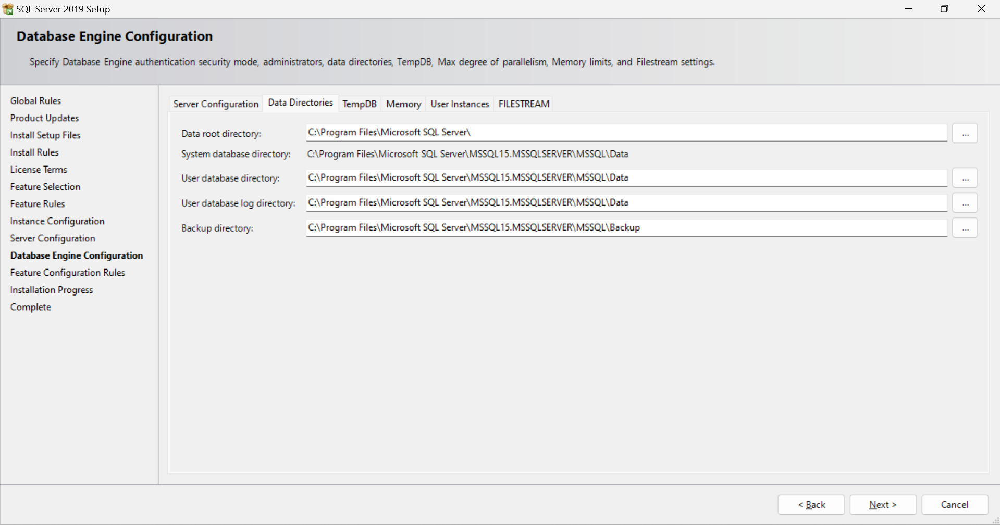 SQL Server 2019 Setup
Database Engine Configuration
Specify Database Engine authentication security mode, administrators, data directories, TempDB, Max degree of parallelism, Memory limits, and Filestream settings.
Global Rules
Product Updates
Install Setup Files
Install Rules
License Terms
Feature Selection
Feature Rules
Instance Configuration
Server Configuration
Database Engine Configuration
Feature Configuration Rules
Installation Progress
Complete
Server Configuration Data Directories TempDB Memory User Instances FILESTREAM
Data root directory: C:\Program Files\Microsoft SQL Server\ ...
System database directory: C:\Program Files\Microsoft SQL Server\MSSQL15.MSSQLSERVER\MSSQL\Data
User database directory: C:\Program Files\Microsoft SQL Server\MSSQL15.MSSQLSERVER\MSSQL\Data ...
User database log directory: C:\Program Files\Microsoft SQL Server\MSSQL15.MSSQLSERVER\MSSQL\Data ...
Backup directory: C:\Program Files\Microsoft SQL Server\MSSQL15.MSSQLSERVER\MSSQL\Backup ...
< Back Next > Cancel